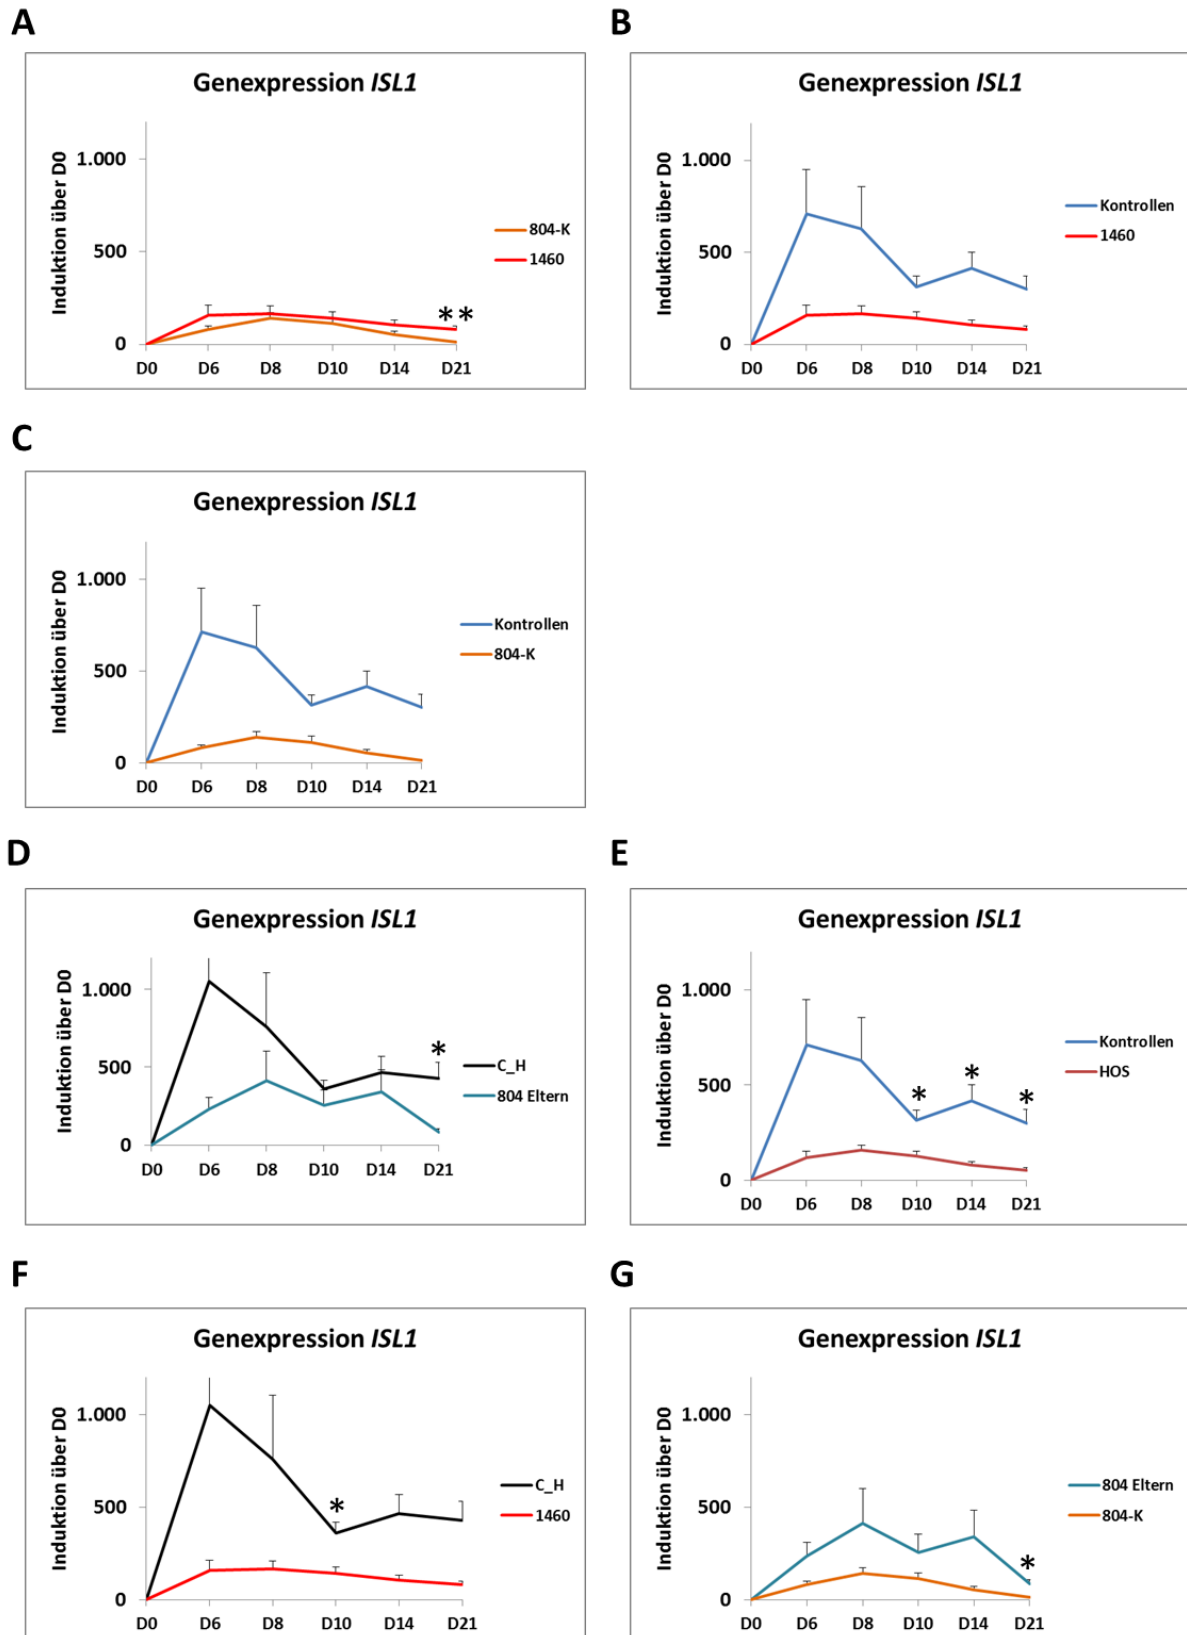 A
Genexpression ISL1
Induktion über D0
1.000
500
0
D0 D6 D8 D10 D14 D21
804-K
1460
**
B
Genexpression ISL1
Induktion über D0
1.000
500
0
D0 D6 D8 D10 D14 D21
Kontrollen
1460
C
Genexpression ISL1
Induktion über D0
1.000
500
0
D0 D6 D8 D10 D14 D21
Kontrollen
804-K
D
Genexpression ISL1
Induktion über D0
1.000
500
0
D0 D6 D8 D10 D14 D21
*
C_H
804 Eltern
E
Genexpression ISL1
Induktion über D0
1.000
500
0
D0 D6 D8 D10 D14 D21
* * *
Kontrollen
HOS
F
Genexpression ISL1
Induktion über D0
1.000
500
0
D0 D6 D8 D10 D14 D21
*
C_H
1460
G
Genexpression ISL1
Induktion über D0
1.000
500
0
D0 D6 D8 D10 D14 D21
*
804 Eltern
804-K